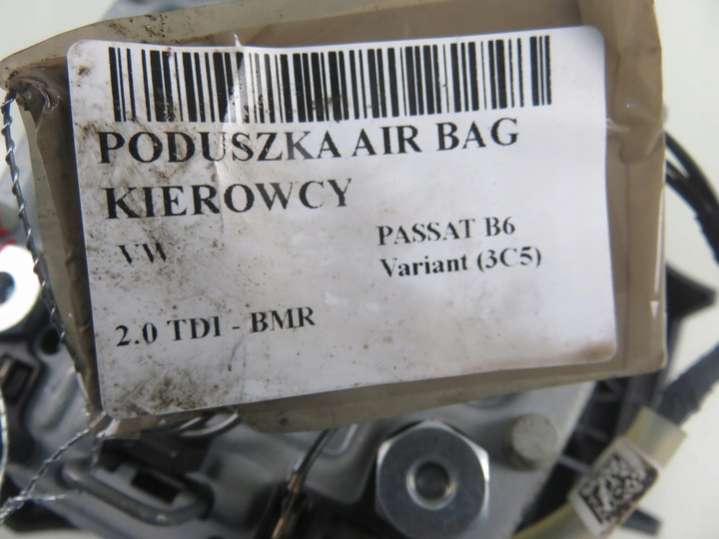 PODUSZKA AIR BAG
KIEROWCY
VW
PASSAT B6
Variant (3C5)
2.0 TDI - BMR